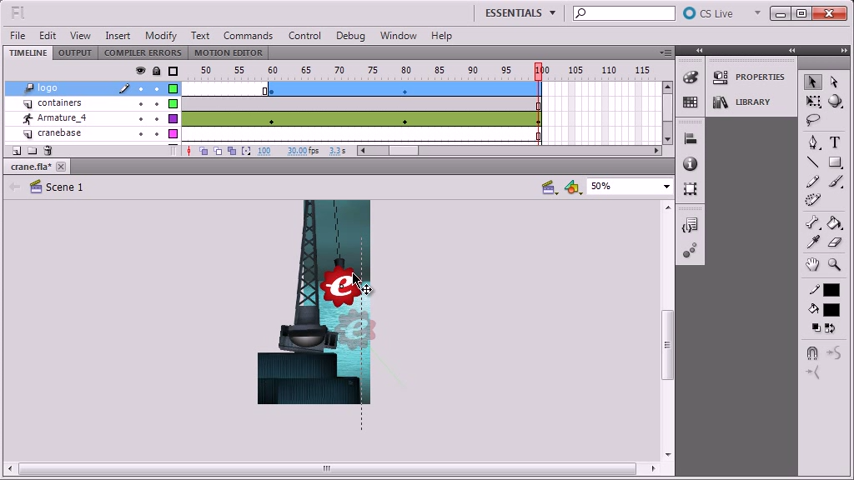 Fl
ESSENTIALS
CS Live
File Edit View Insert Modify Text Commands Control Debug Window Help
TIMELINE OUTPUT COMPILER ERRORS MOTION EDITOR
50 55 60 65 70 75 80 85 90 95 100 105 110 115
logo
containers
Armature_4
cranebase
100 30.00 fps 3.3 s
crane.fla*
Scene 1
50%
PROPERTIES
LIBRARY
e
e
T